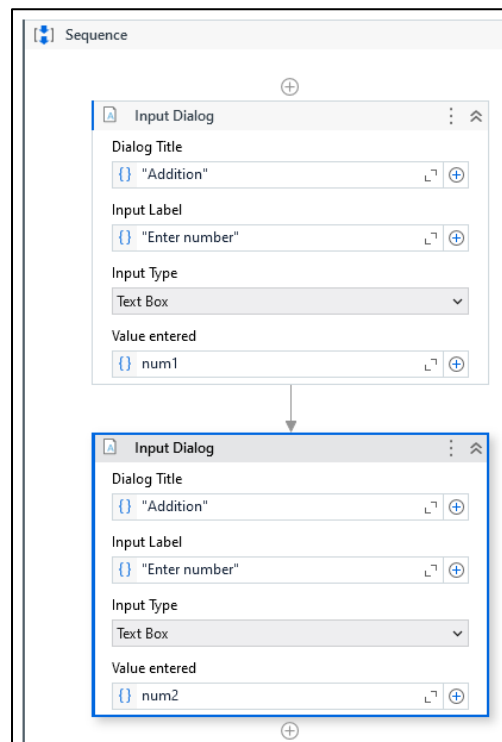 Sequence
Input Dialog
Dialog Title
"Addition"
Input Label
"Enter number"
Input Type
Text Box
Value entered
num1
Input Dialog
Dialog Title
"Addition"
Input Label
"Enter number"
Input Type
Text Box
Value entered
num2